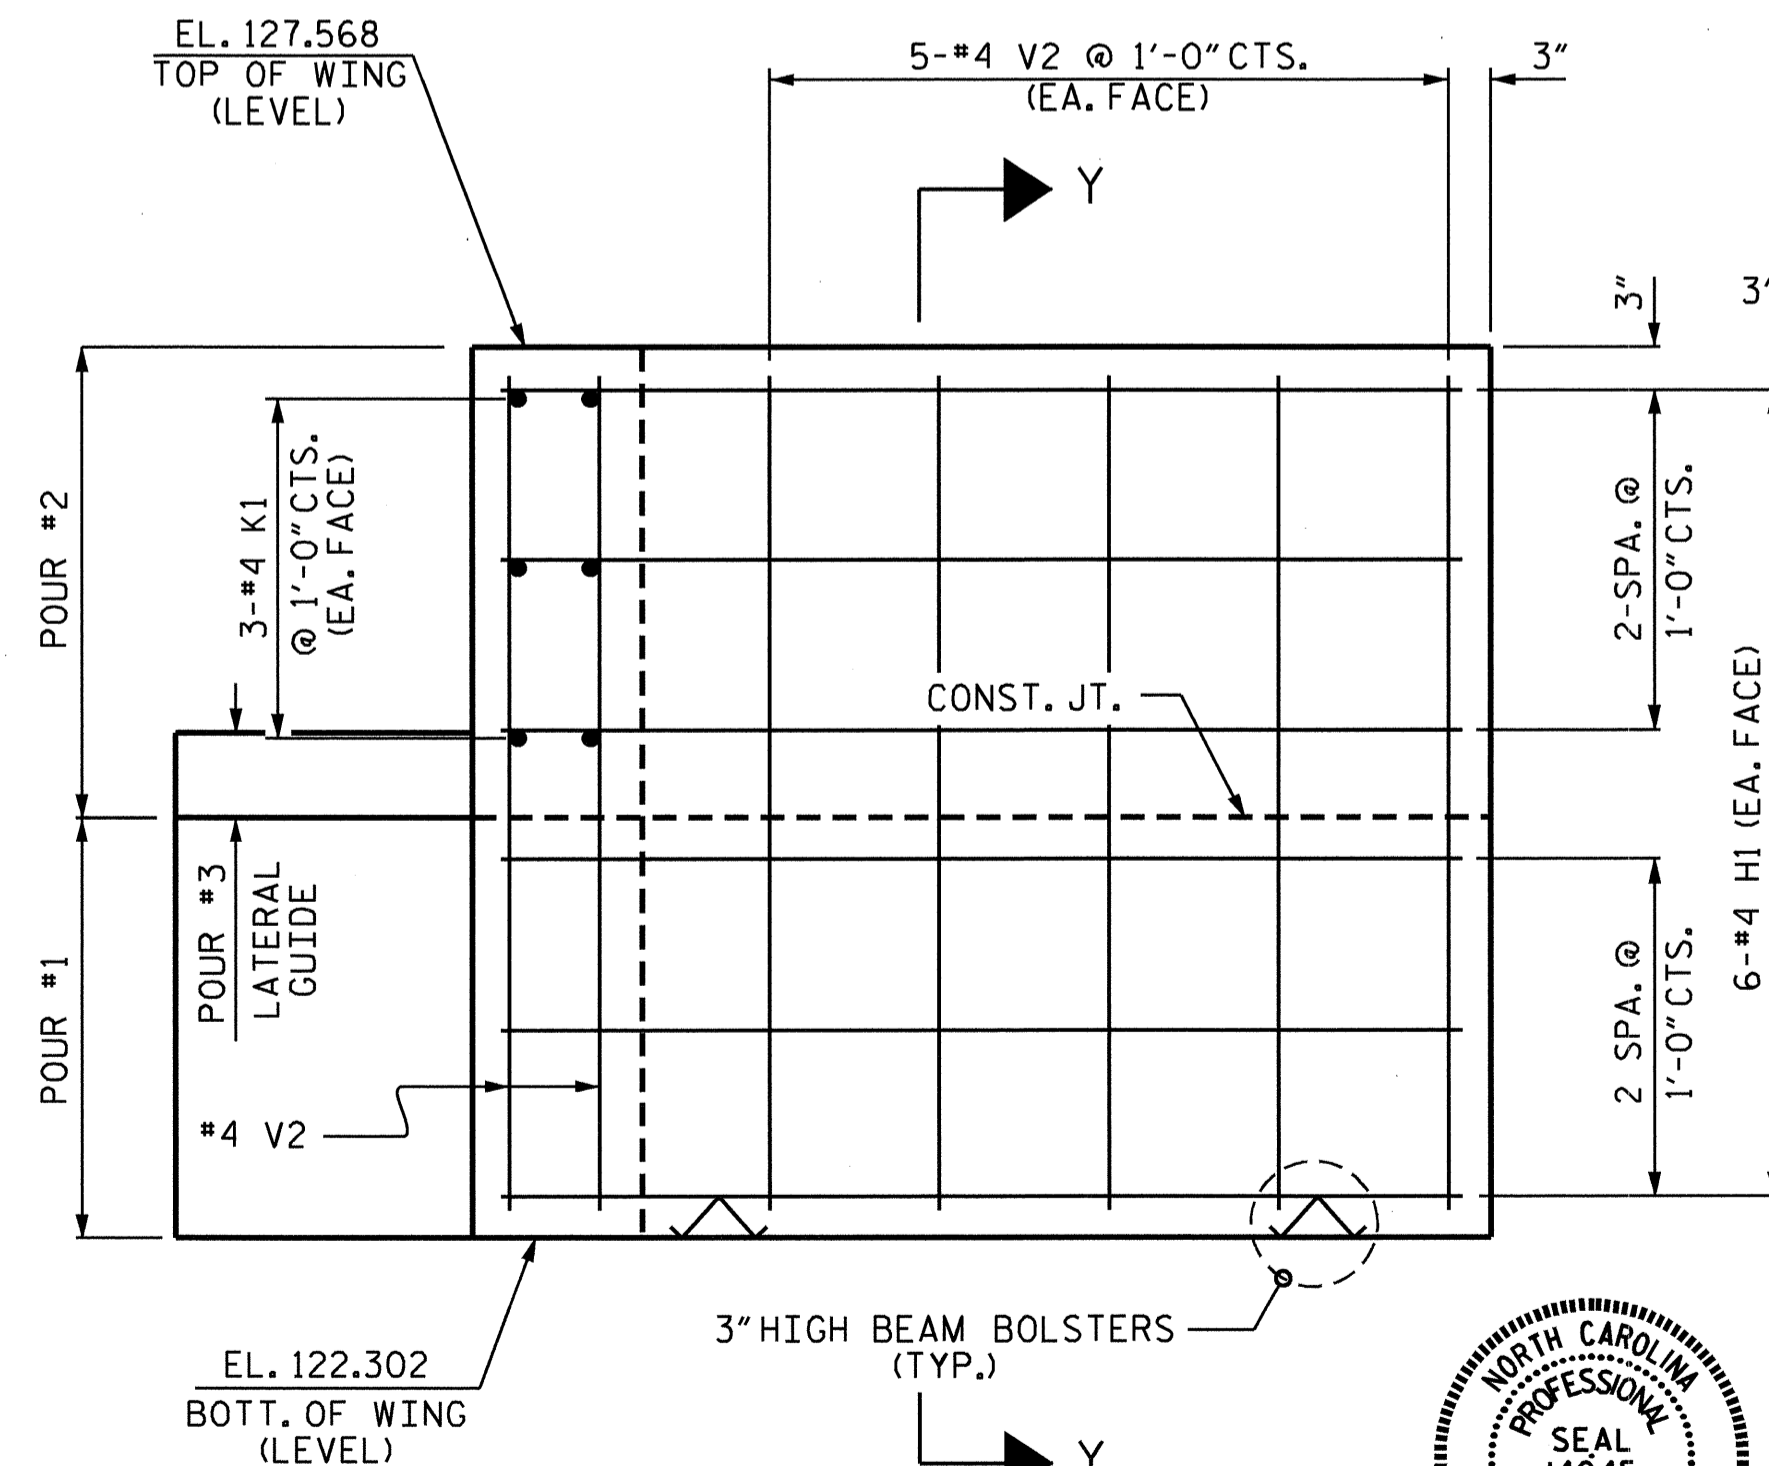 EL. 127.568
TOP OF WING
(LEVEL)
5-#4 V2 @ 1'-0" CTS.
(EA. FACE)
3"
Y
3"
3"
POUR #2
3-#4 K1
@ 1'-0" CTS.
(EA. FACE)
2-SPA. @
1'-0" CTS.
CONST. JT.
6-#4 H1 (EA. FACE)
POUR #1
POUR #3
LATERAL
GUIDE
2 SPA. @
1'-0" CTS.
#4 V2
3" HIGH BEAM BOLSTERS
(TYP.)
EL. 122.302
BOTT. OF WING
(LEVEL)
Y
NORTH CAROLINA
PROFESSIONAL
SEAL